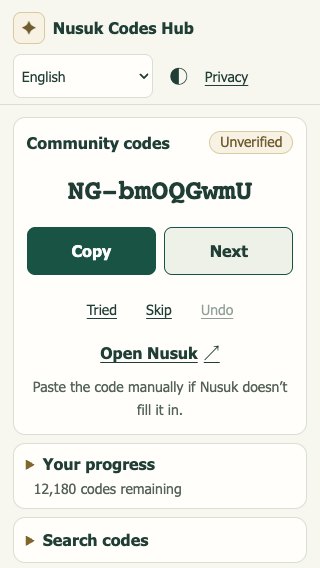 Nusuk Codes Hub
English
Privacy
Community codes
Unverified
NG-bmOQGwmU
Copy
Next
Tried
Skip
Undo
Open Nusuk ↗
Paste the code manually if Nusuk doesn’t
fill it in.
Your progress
12,180 codes remaining
Search codes